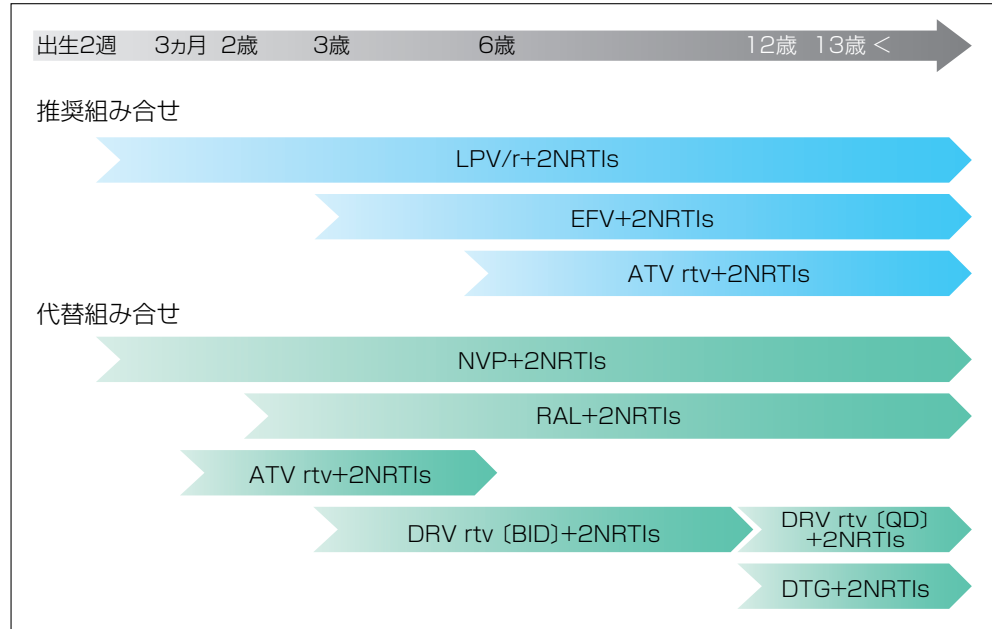 出生2週 3ヵ月 2歳 3歳 6歳 12歳 13歳 <
推奨組み合せ
LPV/r+2NRTIs
EFV+2NRTIs
ATV rtv+2NRTIs
代替組み合せ
NVP+2NRTIs
RAL+2NRTIs
ATV rtv+2NRTIs
DRV rtv〔BID〕+2NRTIs
DRV rtv〔QD〕
+2NRTIs
DTG+2NRTIs